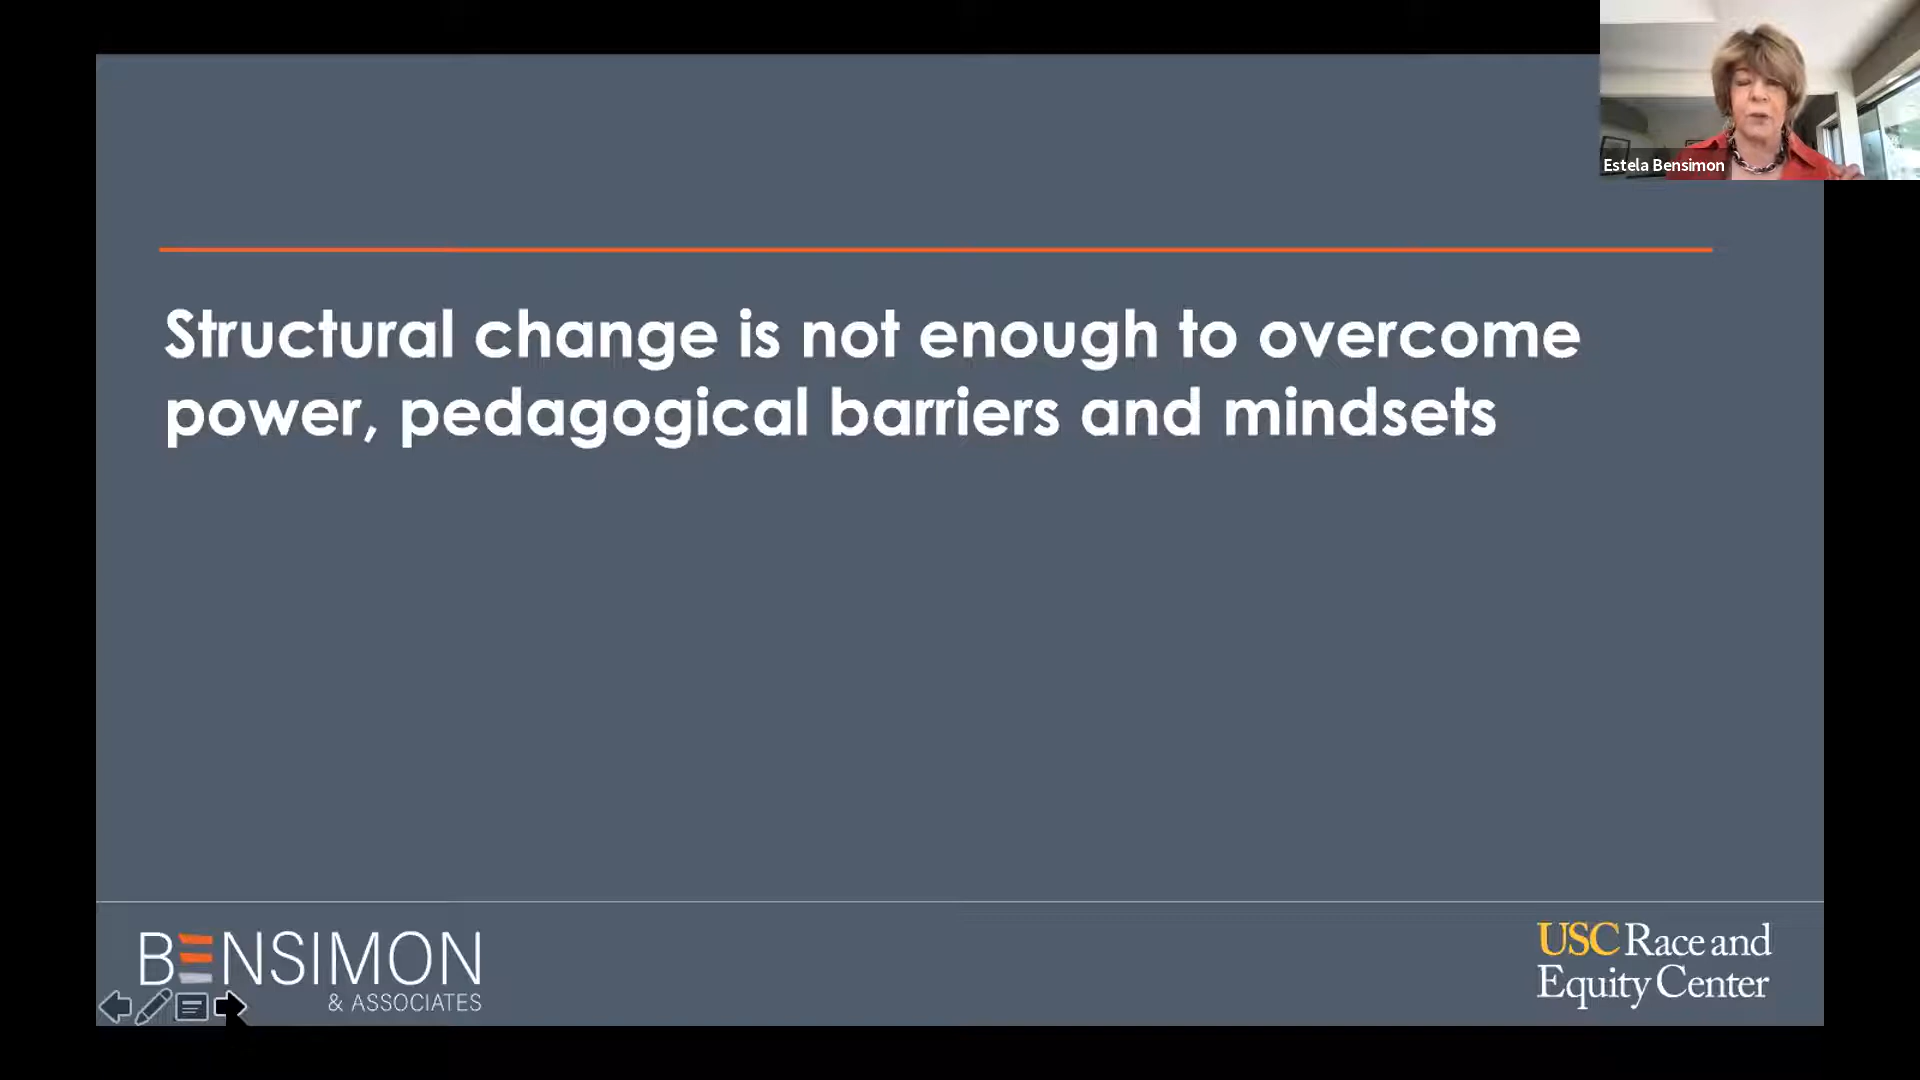 Estela Bensimon
Structural change is not enough to overcome
power, pedagogical barriers and mindsets
BENSIMON
& ASSOCIATES
USC Race and
Equity Center